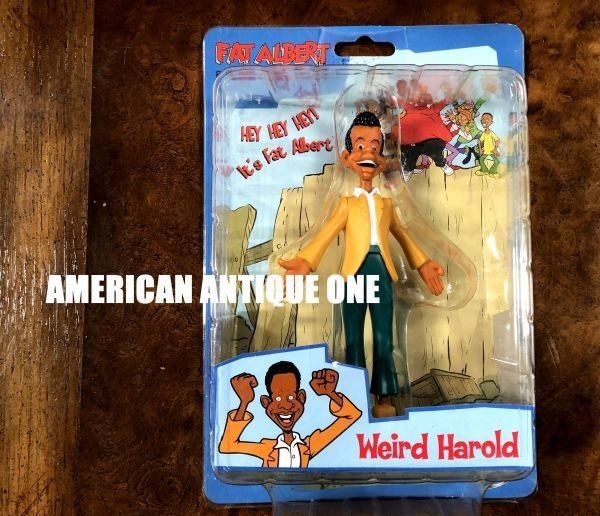 FAT ALBERT
HEY HEY HEY!
It's Fat Albert
AMERICAN ANTIQUE ONE
Weird Harold